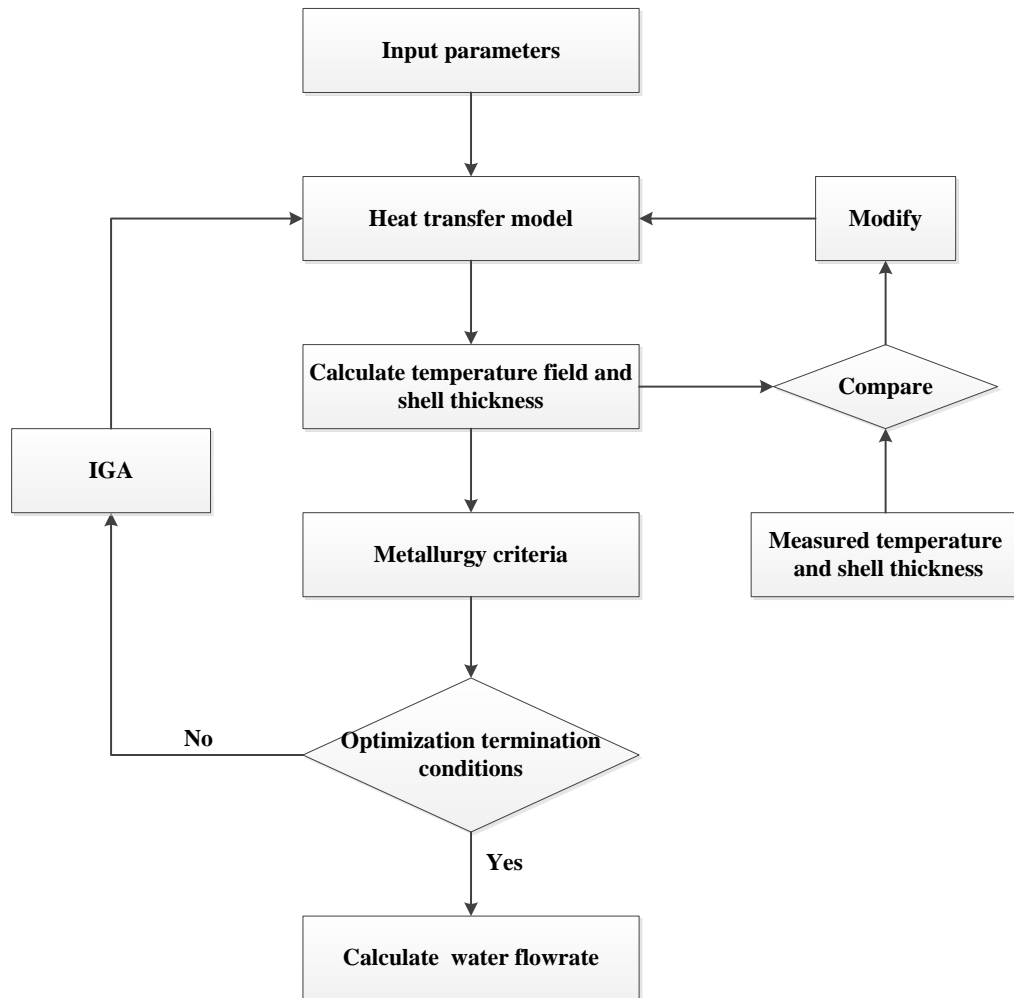 Input parameters
Heat transfer model
Modify
Calculate temperature field and
shell thickness
Compare
IGA
Metallurgy criteria
Measured temperature
and shell thickness
No
Optimization termination
conditions
Yes
Calculate water flowrate